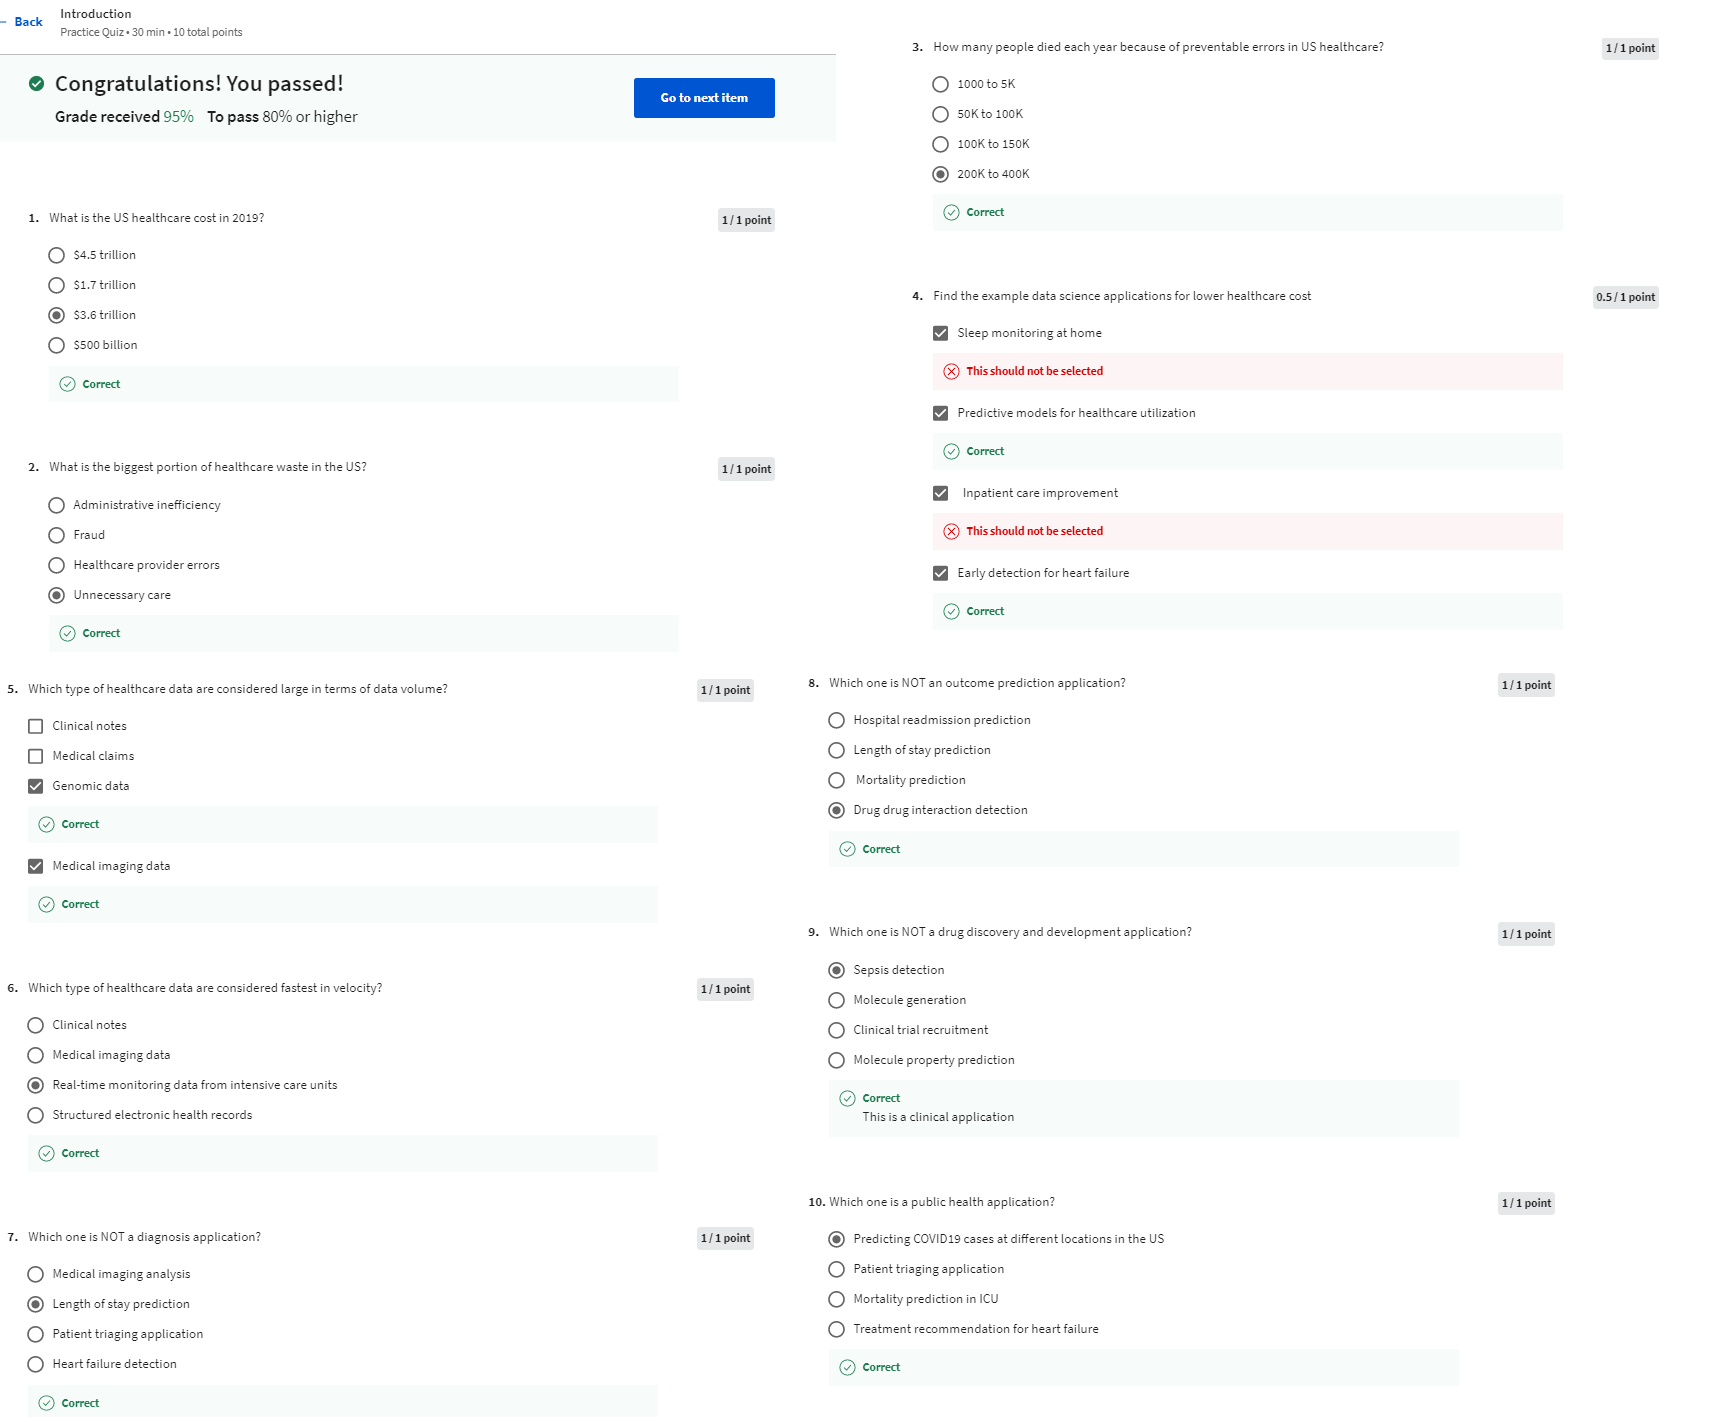 Back
Introduction
Practice Quiz • 30 min • 10 total points
Congratulations! You passed!
Grade received 95% To pass 80% or higher
Go to next item
1. What is the US healthcare cost in 2019?
1 / 1 point
$4.5 trillion
$1.7 trillion
$3.6 trillion
$500 billion
Correct
2. What is the biggest portion of healthcare waste in the US?
1 / 1 point
Administrative inefficiency
Fraud
Healthcare provider errors
Unnecessary care
Correct
3. How many people died each year because of preventable errors in US healthcare?
1 / 1 point
1000 to 5K
50K to 100K
100K to 150K
200K to 400K
Correct
4. Find the example data science applications for lower healthcare cost
0.5 / 1 point
Sleep monitoring at home
This should not be selected
Predictive models for healthcare utilization
Correct
Inpatient care improvement
This should not be selected
Early detection for heart failure
Correct
5. Which type of healthcare data are considered large in terms of data volume?
1 / 1 point
Clinical notes
Medical claims
Genomic data
Correct
Medical imaging data
Correct
6. Which type of healthcare data are considered fastest in velocity?
1 / 1 point
Clinical notes
Medical imaging data
Real-time monitoring data from intensive care units
Structured electronic health records
Correct
7. Which one is NOT a diagnosis application?
1 / 1 point
Medical imaging analysis
Length of stay prediction
Patient triaging application
Heart failure detection
Correct
8. Which one is NOT an outcome prediction application?
1 / 1 point
Hospital readmission prediction
Length of stay prediction
Mortality prediction
Drug drug interaction detection
Correct
9. Which one is NOT a drug discovery and development application?
1 / 1 point
Sepsis detection
Molecule generation
Clinical trial recruitment
Molecule property prediction
Correct
This is a clinical application
10. Which one is a public health application?
1 / 1 point
Predicting COVID19 cases at different locations in the US
Patient triaging application
Mortality prediction in ICU
Treatment recommendation for heart failure
Correct